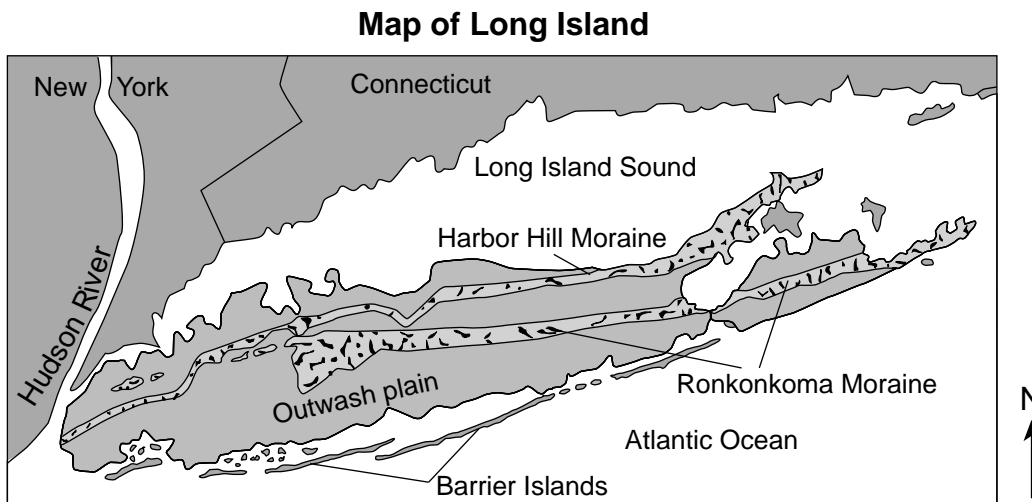 Map of Long Island
New York
Connecticut
Long Island Sound
Harbor Hill Moraine
Hudson River
Ronkonkoma Moraine
Outwash plain
N
Atlantic Ocean
Barrier Islands